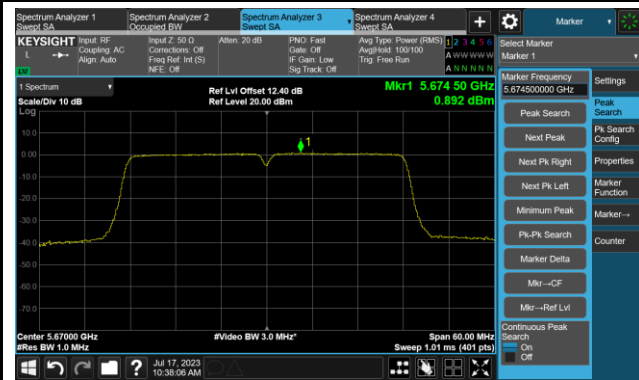 Spectrum Analyzer 1
Swept SA
Spectrum Analyzer 2
Occupied BW
Spectrum Analyzer 3
Swept SA
Spectrum Analyzer 4
Swept SA
+
Marker
KEYSIGHT
L
LXI
Input: RF
Coupling: AC
Align: Auto
Input Z: 50 Ω
Corrections: Off
Freq Ref: Int (S)
NFE: Off
Atten: 20 dB
PNO: Fast
Gate: Off
IF Gain: Low
Sig Track: Off
Avg Type: Power (RMS)
Avg|Hold: 100/100
Trig: Free Run
1 2 3 4 5 6
A W W W W W
A N N N N N
Select Marker
Marker 1
1 Spectrum
Scale/Div 10 dB
Log
Ref Lvl Offset 12.40 dB
Ref Level 20.00 dBm
Mkr1 5.674 50 GHz
0.892 dBm
10.0
0.00
-10.0
-20.0
-30.0
-40.0
-50.0
-60.0
-70.0
1
Center 5.67000 GHz
#Res BW 1.0 MHz
#Video BW 3.0 MHz*
Span 60.00 MHz
Sweep 1.01 ms (401 pts)
Marker Frequency
5.674500000 GHz
Peak Search
Next Peak
Next Pk Right
Next Pk Left
Minimum Peak
Pk-Pk Search
Marker Delta
Mkr→CF
Mkr→Ref Lvl
Continuous Peak
Search
On
Off
Settings
Peak
Search
Pk Search
Config
Properties
Marker
Function
Marker→
Counter
?
Jul 17, 2023
10:38:06 AM